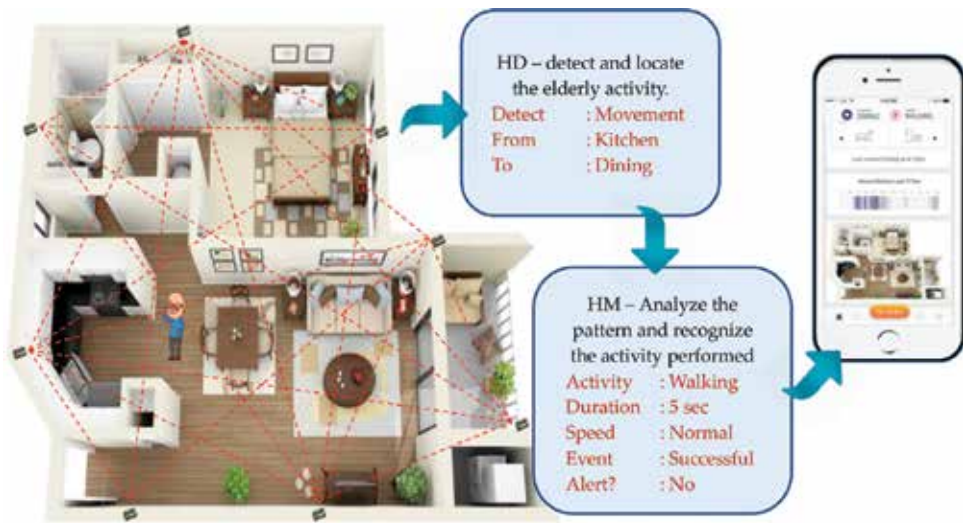 HD – detect and locate
the elderly activity.
Detect : Movement
From : Kitchen
To : Dining
HM – Analyze the
pattern and recognize
the activity performed
Activity : Walking
Duration : 5 sec
Speed : Normal
Event : Successful
Alert? : No